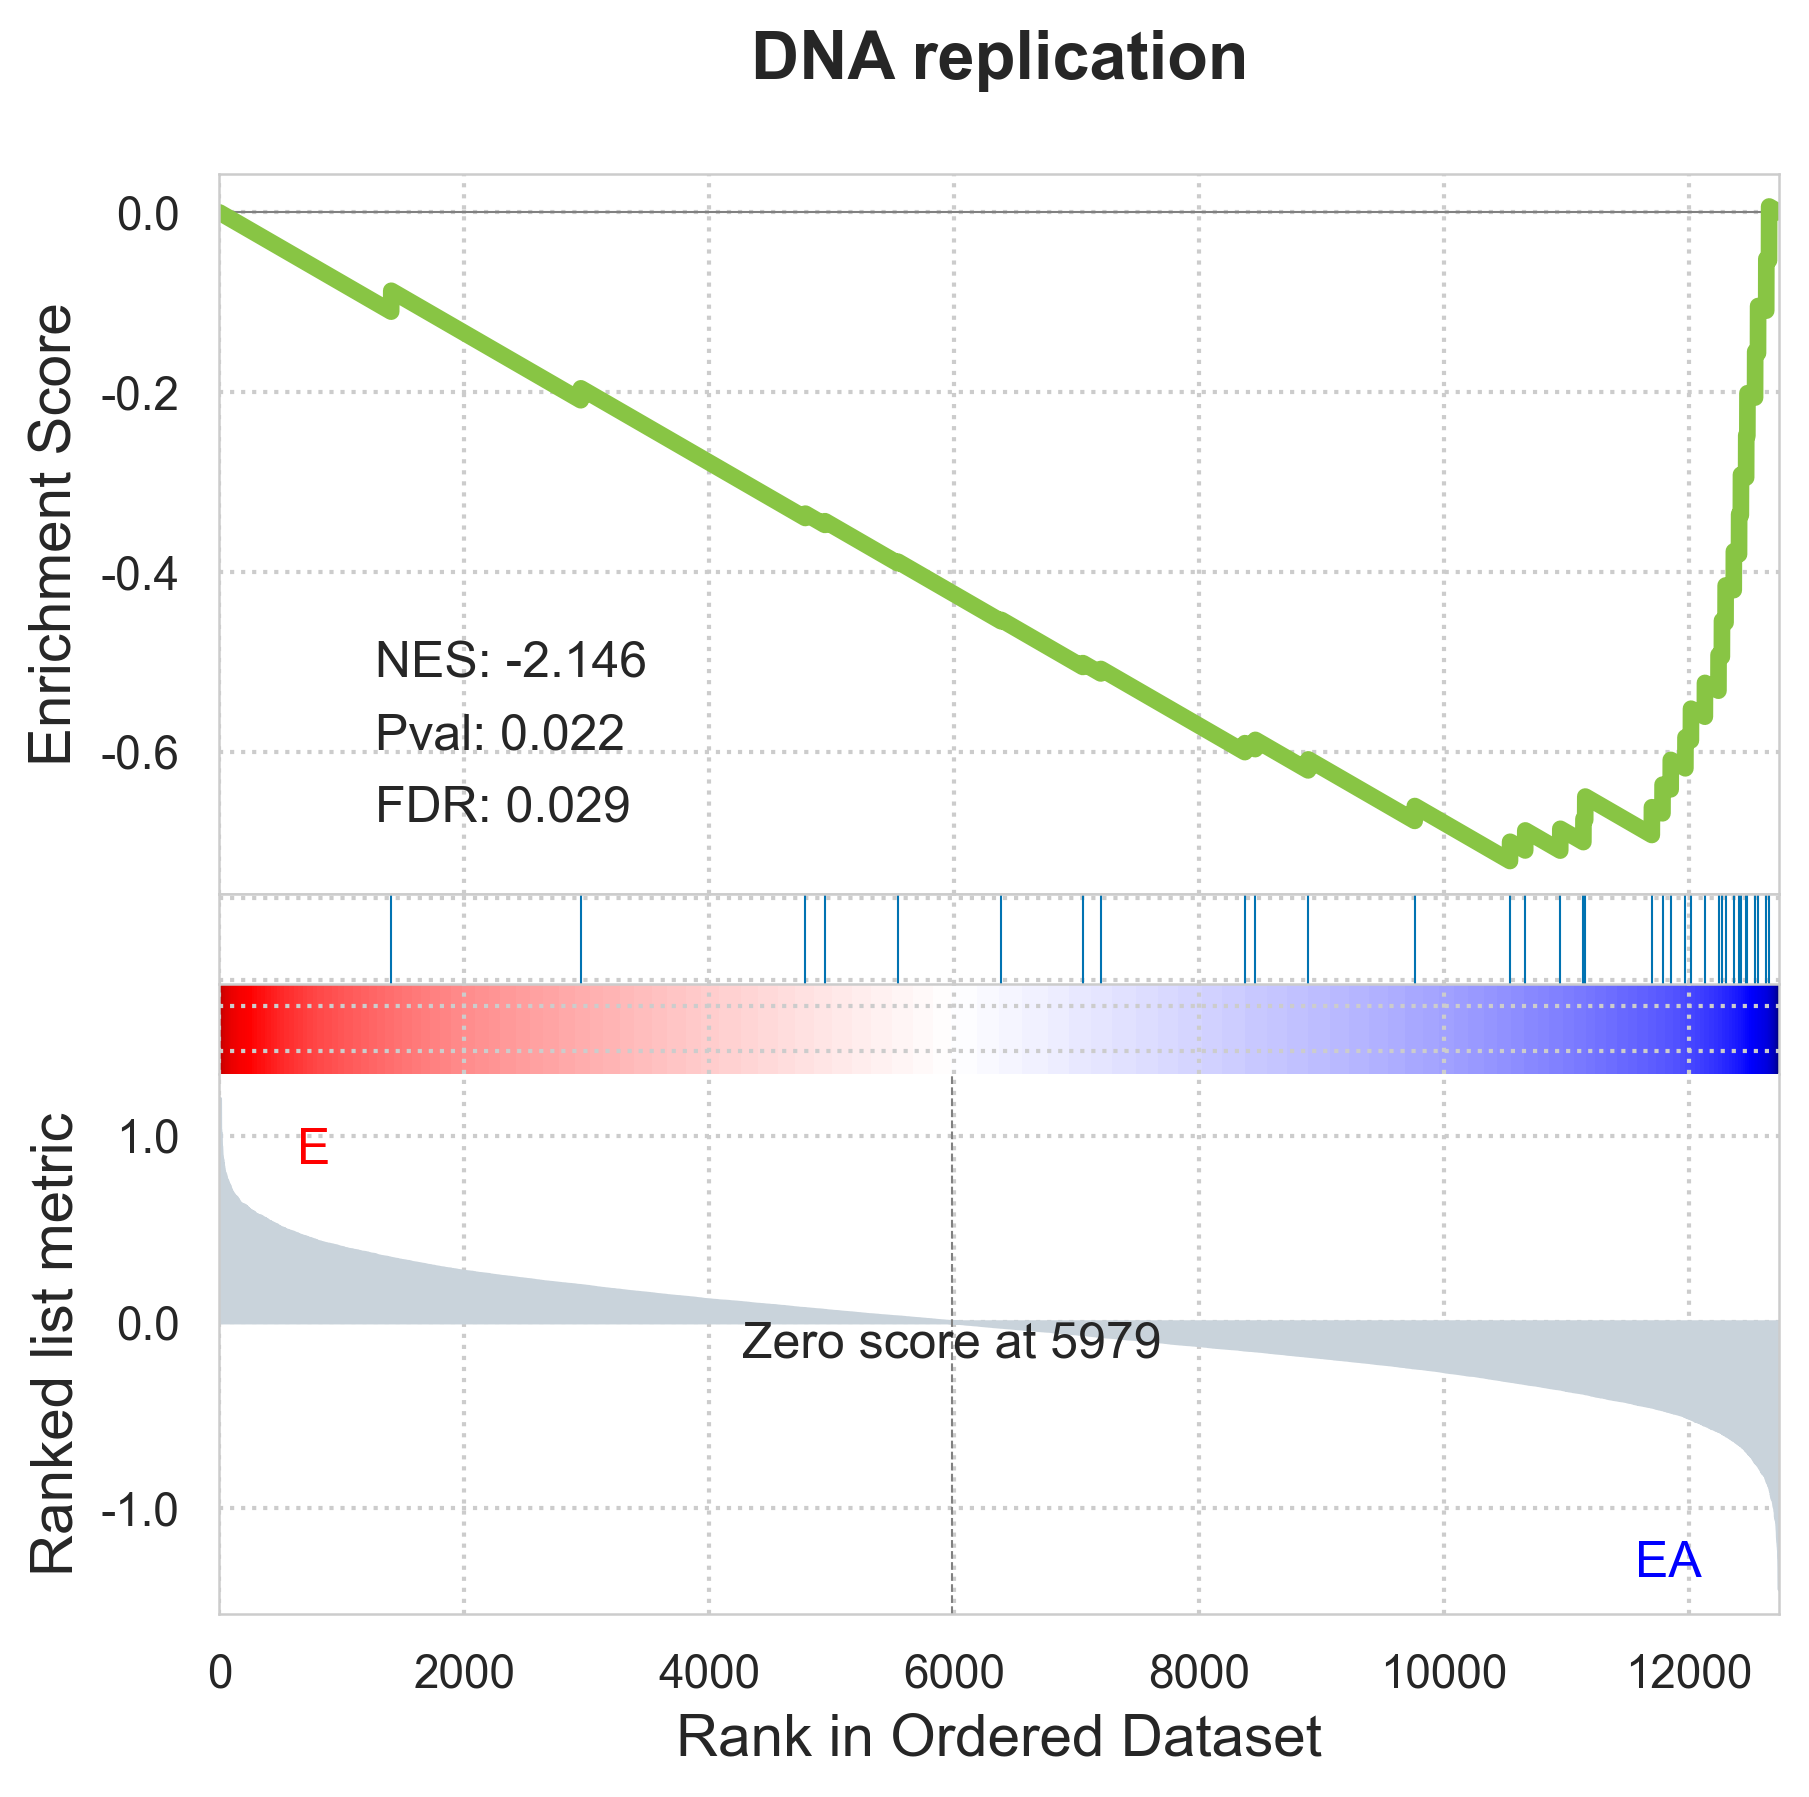 DNA replication
Enrichment Score
0.0
-0.2
-0.4
-0.6
NES: -2.146
Pval: 0.022
FDR: 0.029
Ranked list metric
1.0
0.0
-1.0
E
Zero score at 5979
EA
0 2000 4000 6000 8000 10000 12000
Rank in Ordered Dataset